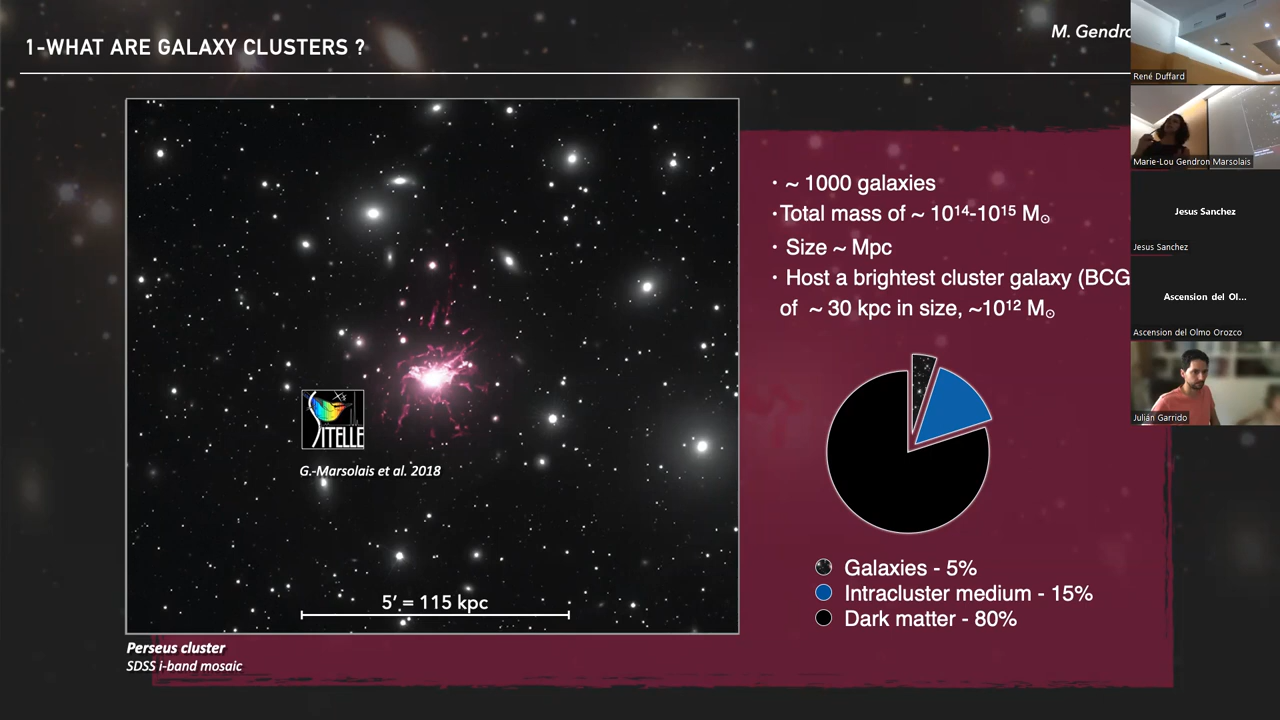 1-WHAT ARE GALAXY CLUSTERS ?
M. Gendro
· ~ 1000 galaxies
·Total mass of ~ 10¹⁴-10¹⁵ M☉
· Size ~ Mpc
· Host a brightest cluster galaxy (BCG
of ~ 30 kpc in size, ~10¹² M☉
SITELLE
G.-Marsolais et al. 2018
5′ = 115 kpc
Galaxies - 5%
Intracluster medium - 15%
Dark matter - 80%
Perseus cluster
SDSS i-band mosaic
René Duffard
Marie-Lou Gendron Marsolais
Jesus Sanchez
Jesus Sanchez
Ascension del Ol...
Ascension del Olmo Orozco
Julián Garrido